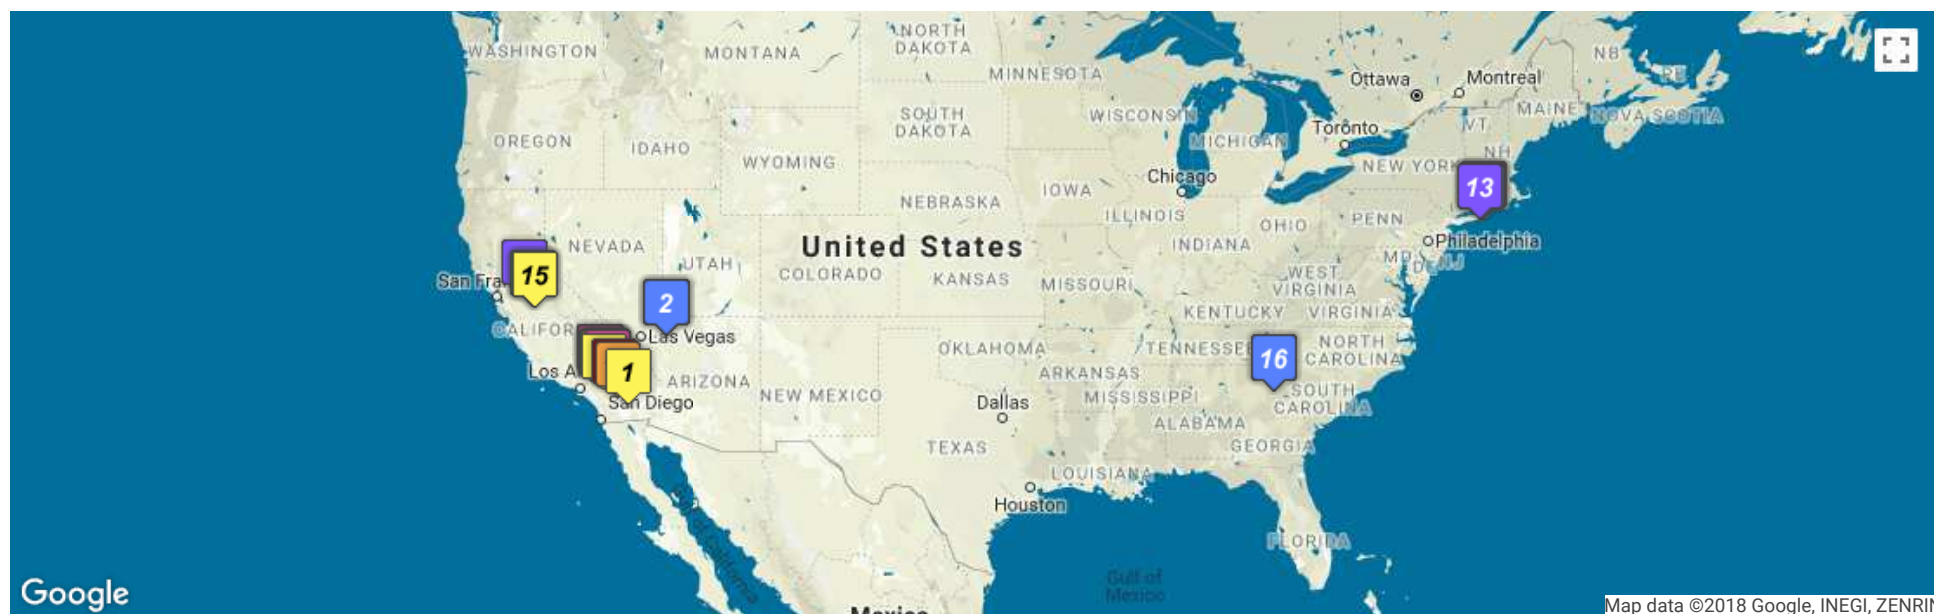 NORTH
DAKOTA
WASHINGTON
MONTANA
MINNESOTA
Ottawa
Montreal
NB
PE
MAINE
NOVA SCOTIA
SOUTH
DAKOTA
WISCONSIN
MICHIGAN
Toronto
VT
OREGON
IDAHO
WYOMING
NEW YORK
NH
Chicago
IOWA
13
NEBRASKA
ILLINOIS
OHIO
PENN
NEVADA
United States
INDIANA
Philadelphia
UTAH
COLORADO
KANSAS
MISSOURI
WEST
VIRGINIA
MD
DE
NJ
San Fra
15
2
KENTUCKY
VIRGINIA
CALIFOR
Las Vegas
OKLAHOMA
TENNESSEE
16
NORTH
CAROLINA
Los A
1
ARIZONA
ARKANSAS
San Diego
NEW MEXICO
Dallas
MISSISSIPPI
SOUTH
CAROLINA
ALABAMA
TEXAS
GEORGIA
LOUISIANA
Houston
Gulf of California
FLORIDA
Gulf of
Mexico
Google
Mexico
Map data ©2018 Google, INEGI, ZENRIN